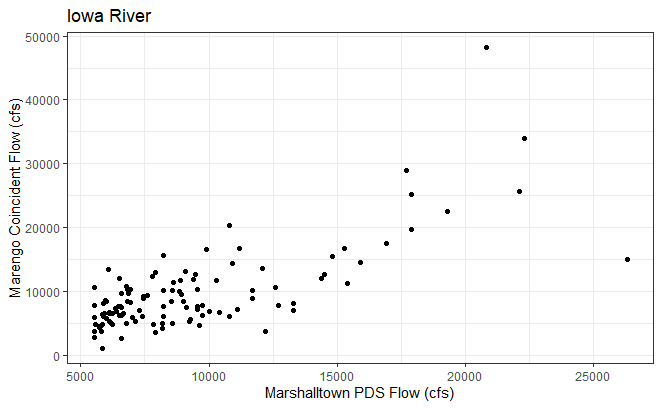 Iowa River
Marengo Coincident Flow (cfs)
50000
40000
30000
20000
10000
0
5000 10000 15000 20000 25000
Marshalltown PDS Flow (cfs)